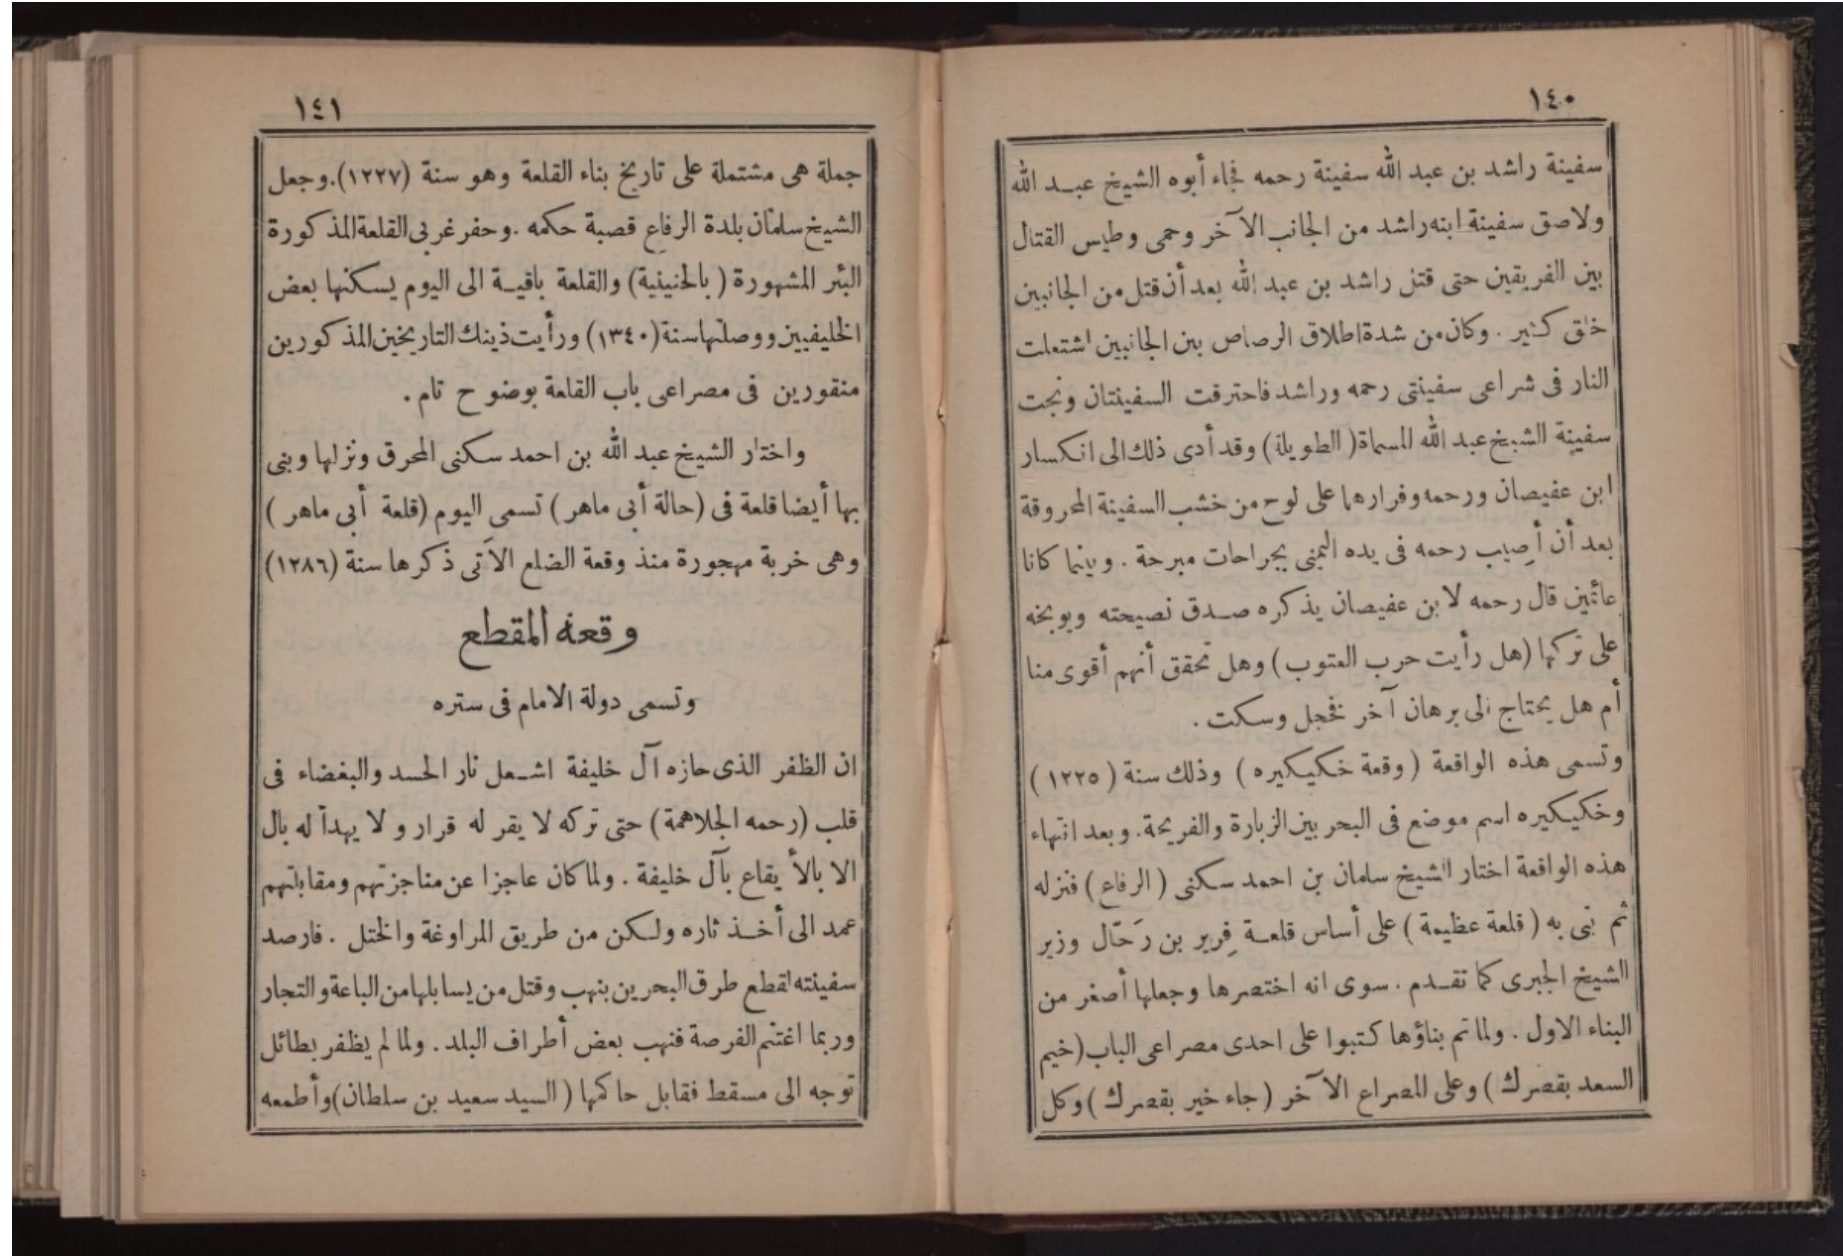 ١٤٠
سفينة راشد بن عبد الله سفينة رحمه فجاء أبوه الشيخ عبد الله
ولاصق سفينة ابنه راشد من الجانب الآخر وحمى وطيس القتال
بين الفريقين حتى قتل راشد بن عبد الله بعد أن قتل من الجانبين
خلق كثير . وكان من شدة اطلاق الرصاص بين الجانبين اشتعلت
النار فى شراعى سفينتى رحمه وراشد فاحترقت السفينتان ونجت
سفينة الشيخ عبد الله المسماة ( الطويلة ) وقد أدى ذلك الى انكسار
ابن عفيصان ورحمه وفرارهما على لوح من خشب السفينة المحروقة
بعد أن أصيب رحمه فى يده اليمنى بجراحات مبرحة . وبينما كانا
عائمين قال رحمه لابن عفيصان يذكره صدق نصيحته ويوبخه
على تركها (هل رأيت حرب العتوب) وهل تحقق أنهم أقوى منا
أم هل يحتاج الى برهان آخر فخجل وسكت .
وتسمى هذه الواقعة ( وقعة خكيكيره ) وذلك سنة ( ١٢٢٥ )
وخكيكيره اسم موضع فى البحر بين الزبارة والفريحة. وبعد انتهاء
هذه الواقعة اختار الشيخ سلمان بن احمد سكنى ( الرفاع ) فنزله
ثم بنى به ( قلعة عظيمة ) على أساس قلعة فِرير بن رَحّال وزير
الشيخ الجبرى كما تقدم . سوى انه اختصرها وجعلها أصغر من
البناء الاول . ولما تم بناؤها كتبوا على احدى مصراعى الباب (خيم
السعد بقصرك ) وعلى المصراع الآخر ( جاء خير بقصرك ) وكل
١٤١
جملة هى مشتملة على تاريخ بناء القلعة وهو سنة (١٢٢٧). وجعل
الشيخ سلمان بلدة الرفاع قصبة حكمه . وحفر غربى القلعة المذكورة
البئر المشهورة ( بالحنينية) والقلعة باقية الى اليوم يسكنها بعض
الخليفيين ووصلتها سنة (١٣٤٠) ورأيت ذينك التاريخين المذكورين
منقورين فى مصراعى باب القلعة بوضوح تام .
واختار الشيخ عبد الله بن احمد سكنى المحرق ونزلها وبنى
بها أيضا قلعة فى (حالة أبى ماهر ) تسمى اليوم (قلعة أبى ماهر )
وهى خربة مهجورة منذ وقعة الضلع الآتى ذكرها سنة (١٢٨٦)
وقعة المقطع
وتسمى دولة الامام فى ستره
ان الظفر الذى حازه آل خليفة اشعل نار الحسد والبغضاء فى
قلب (رحمه الجلاهمة) حتى تركه لا يقر له قرار و لا يهدأ له بال
الا بالأيقاع بآل خليفة . ولما كان عاجزا عن مناجزتهم ومقابلتهم
عمد الى أخذ ثاره ولكن من طريق المراوغة والختل . فارصد
سفينته لقطع طرق البحرين بنهب وقتل من يسابلها من الباعة والتجار
وربما اغتنم الفرصة فنهب بعض أطراف البلد . ولما لم يظفر بطائل
توجه الى مسقط فقابل حاكمها ( السيد سعيد بن سلطان) وأطمعه